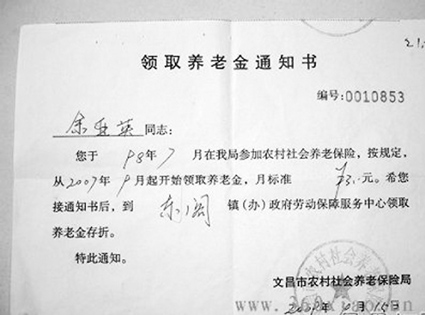 领取养老金通知书
编号:0010853
余亚英同志:
您于98年7月在我局参加农村社会养老保险，按规定，
从2007年9月起开始领取养老金，月标准 元。希您
接通知书后，到东阁镇(办)政府劳动保障服务中心领取
养老金存折。
特此通知。
文昌市农村社会养老保险局
月15日